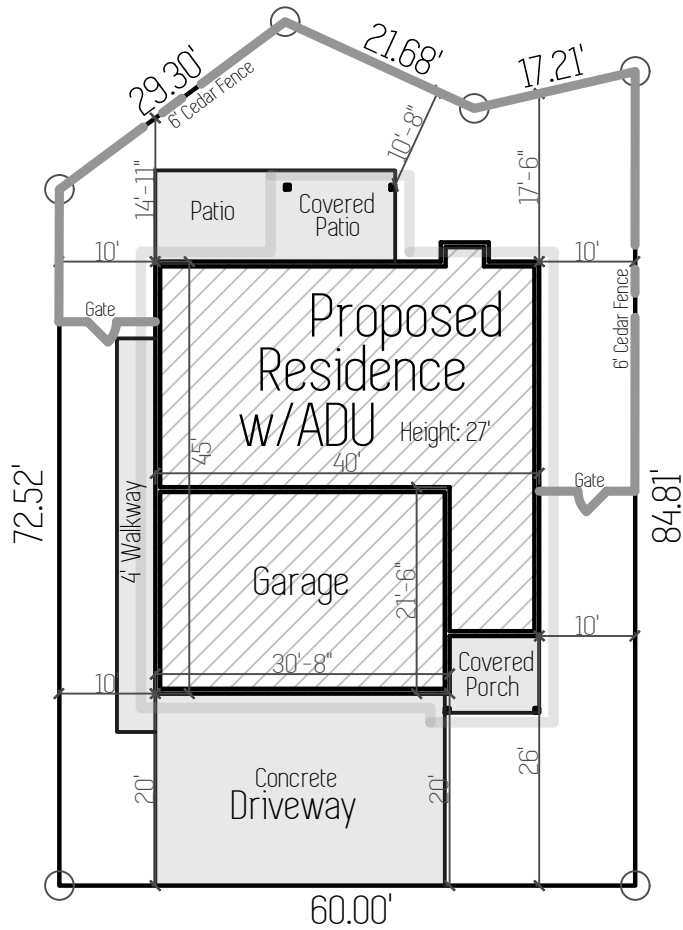 29.30'
6' Cedar Fence
21.68'
17.21'
14'-11"
10'-8"
17'-6"
Patio
Covered
Patio
10'
10'
Gate
6' Cedar Fence
Proposed
Residence
w/ADU
Height: 27'
45'
40'
Gate
72.52'
84.81'
4' Walkway
Garage
21'-6"
30'-8"
10'
Covered
Porch
10'
20'
20'
26'
Concrete
Driveway
60.00'